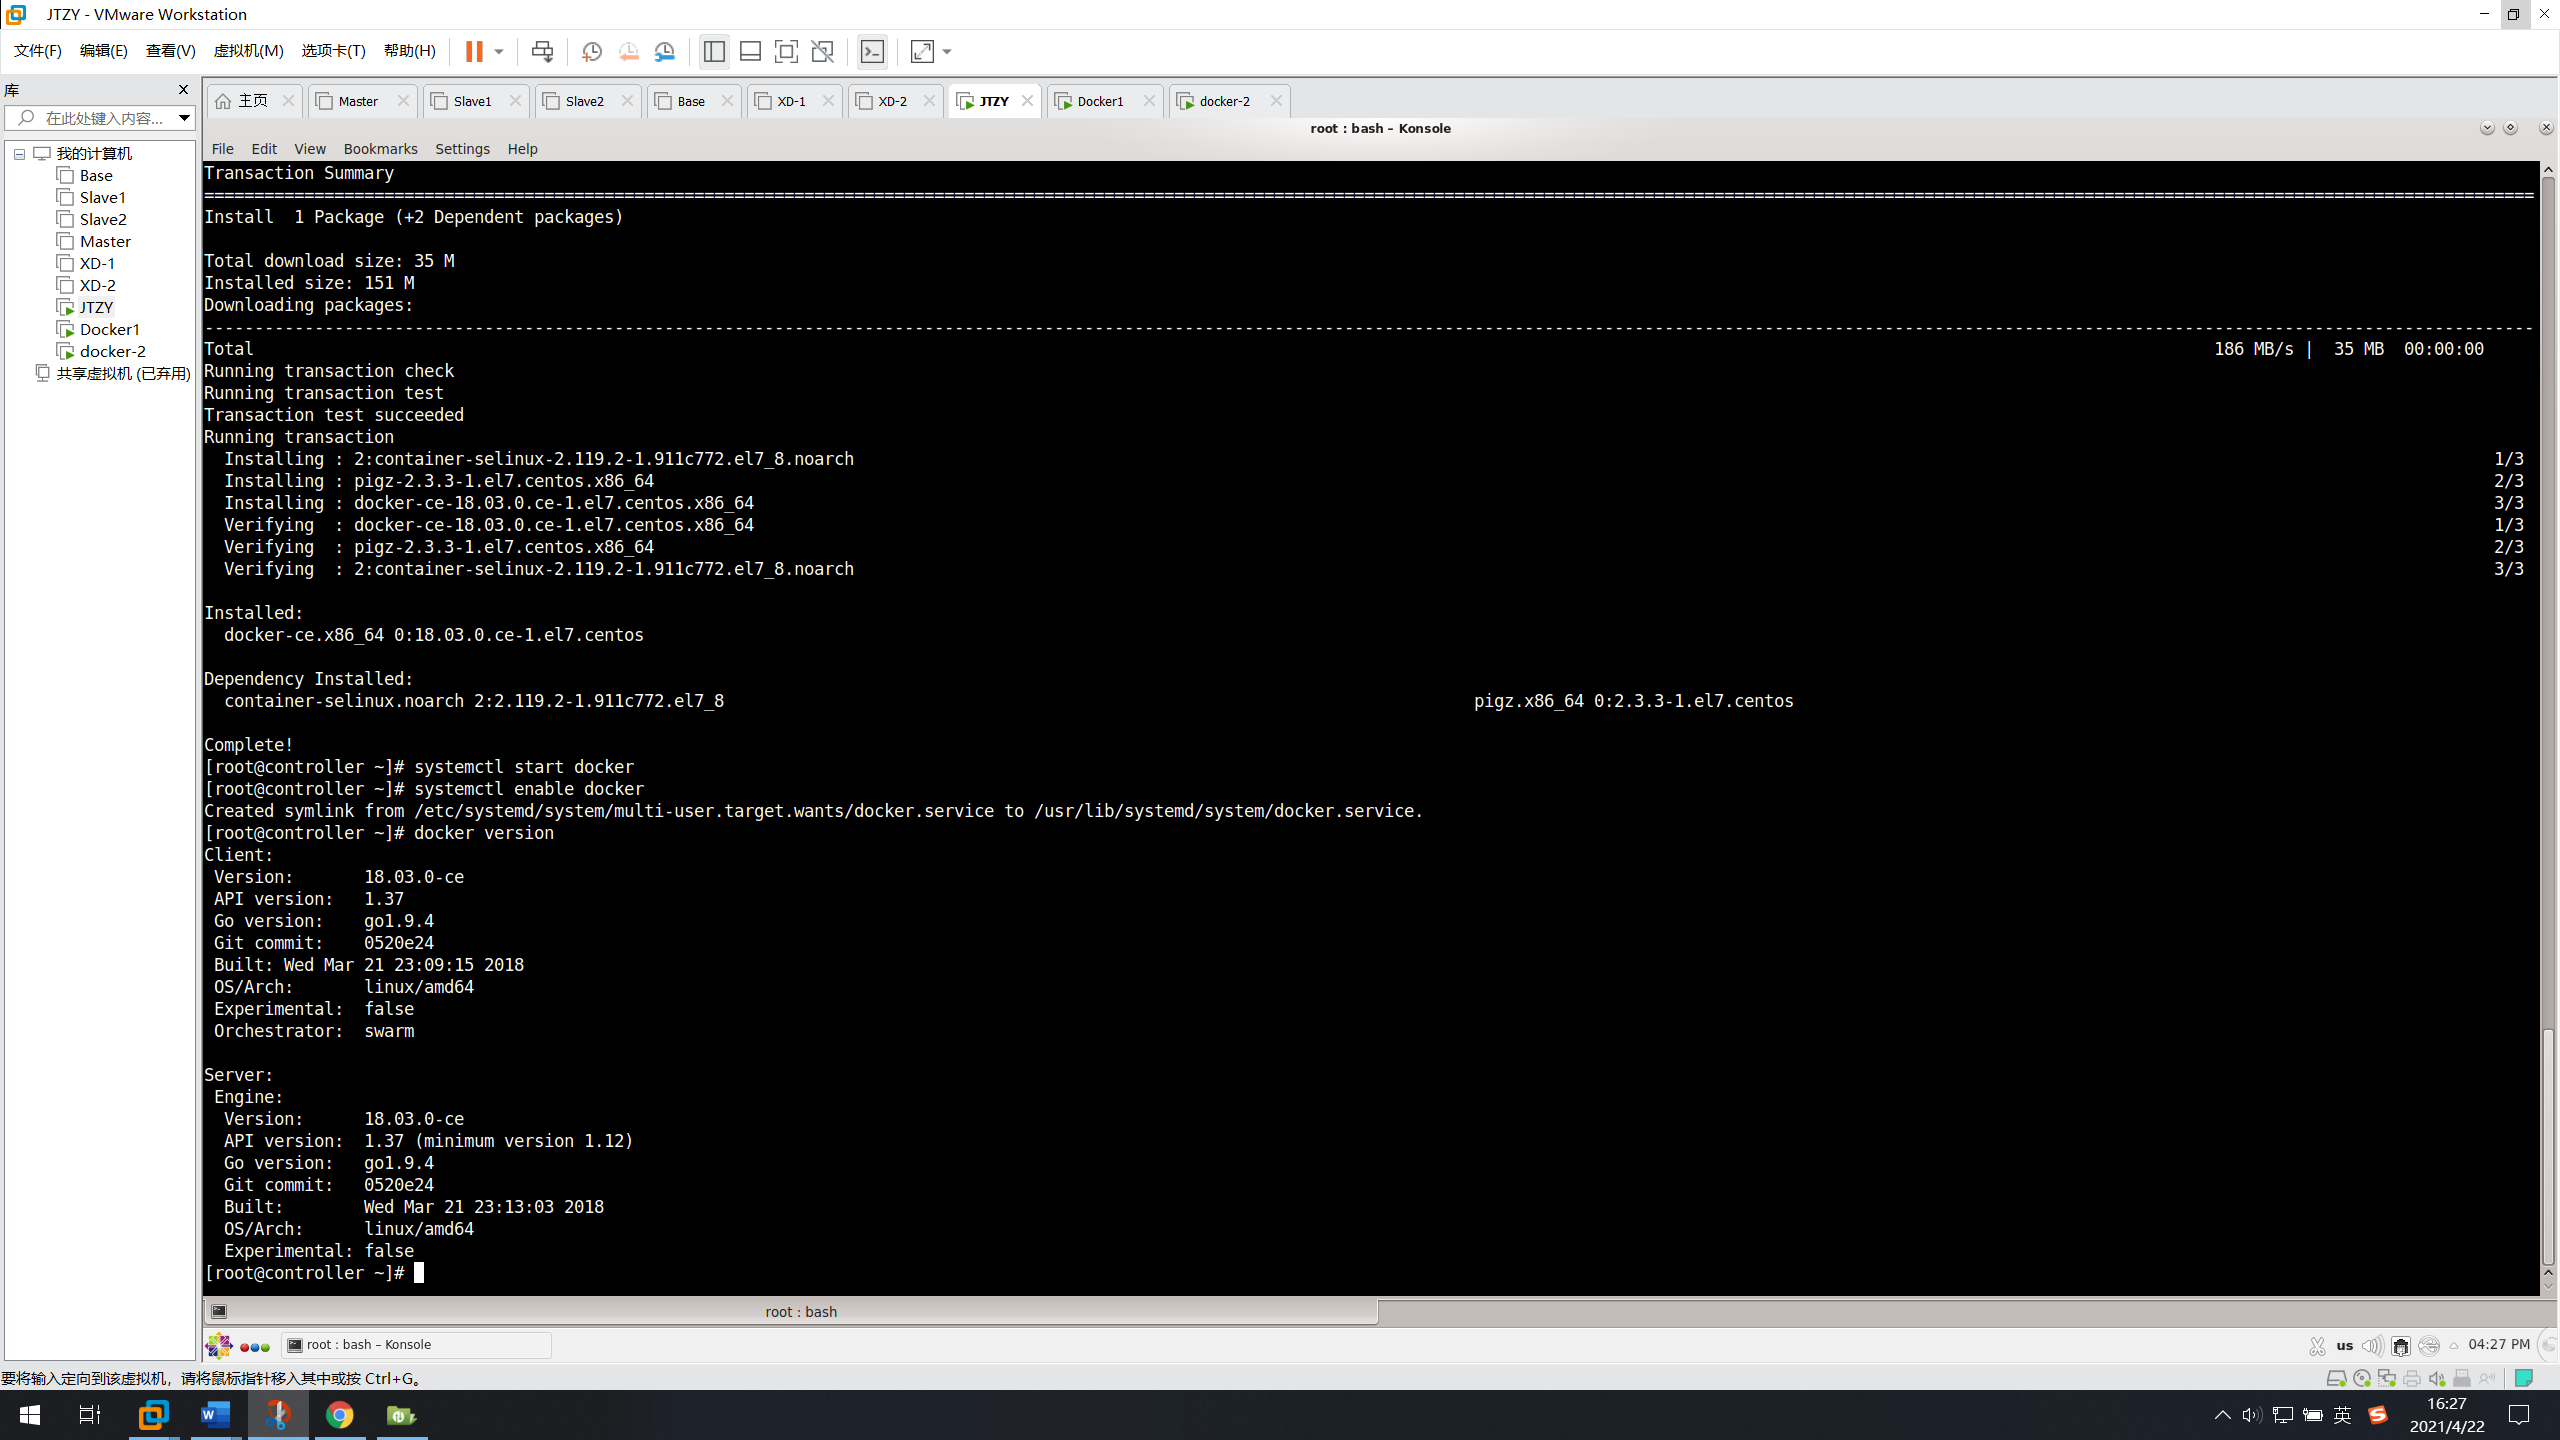 JTZY - VMware Workstation
文件(F) 编辑(E) 查看(V) 虚拟机(M) 选项卡(T) 帮助(H)
库
在此处键入内容...
我的计算机
Base
Slave1
Slave2
Master
XD-1
XD-2
JTZY
Docker1
docker-2
共享虚拟机 (已弃用)
主页 Master Slave1 Slave2 Base XD-1 XD-2 JTZY Docker1 docker-2
root : bash – Konsole
File Edit View Bookmarks Settings Help
Transaction Summary
Install  1 Package (+2 Dependent packages)
Total download size: 35 M
Installed size: 151 M
Downloading packages:
Total 186 MB/s |  35 MB  00:00:00
Running transaction check
Running transaction test
Transaction test succeeded
Running transaction
Installing : 2:container-selinux-2.119.2-1.911c772.el7_8.noarch 1/3
Installing : pigz-2.3.3-1.el7.centos.x86_64 2/3
Installing : docker-ce-18.03.0.ce-1.el7.centos.x86_64 3/3
Verifying  : docker-ce-18.03.0.ce-1.el7.centos.x86_64 1/3
Verifying  : pigz-2.3.3-1.el7.centos.x86_64 2/3
Verifying  : 2:container-selinux-2.119.2-1.911c772.el7_8.noarch 3/3
Installed:
docker-ce.x86_64 0:18.03.0.ce-1.el7.centos
Dependency Installed:
container-selinux.noarch 2:2.119.2-1.911c772.el7_8 pigz.x86_64 0:2.3.3-1.el7.centos
Complete!
[root@controller ~]# systemctl start docker
[root@controller ~]# systemctl enable docker
Created symlink from /etc/systemd/system/multi-user.target.wants/docker.service to /usr/lib/systemd/system/docker.service.
[root@controller ~]# docker version
Client:
Version: 18.03.0-ce
API version: 1.37
Go version: go1.9.4
Git commit: 0520e24
Built: Wed Mar 21 23:09:15 2018
OS/Arch: linux/amd64
Experimental: false
Orchestrator: swarm
Server:
Engine:
Version: 18.03.0-ce
API version: 1.37 (minimum version 1.12)
Go version: go1.9.4
Git commit: 0520e24
Built: Wed Mar 21 23:13:03 2018
OS/Arch: linux/amd64
Experimental: false
[root@controller ~]#
root : bash
root : bash – Konsole
us 04:27 PM
要将输入定向到该虚拟机，请将鼠标指针移入其中或按 Ctrl+G。
英 16:27
2021/4/22